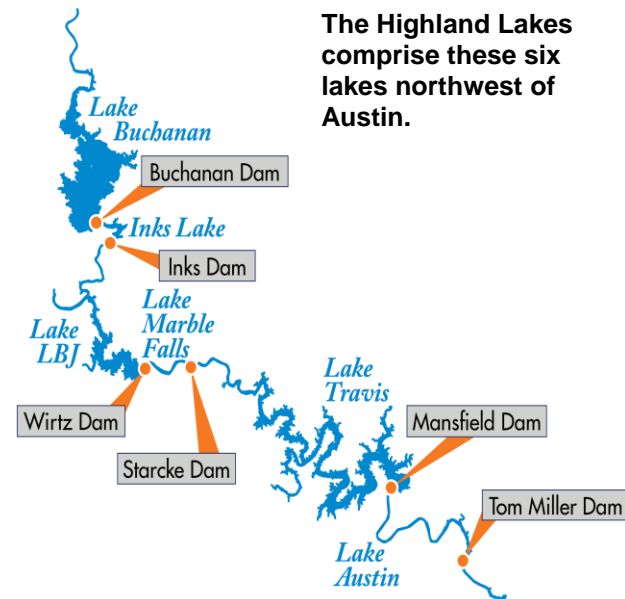 The Highland Lakes
comprise these six
lakes northwest of
Austin.
Lake
Buchanan
Buchanan Dam
Inks Lake
Inks Dam
Lake
Marble
Falls
Lake
LBJ
Lake
Travis
Wirtz Dam
Mansfield Dam
Starcke Dam
Tom Miller Dam
Lake
Austin